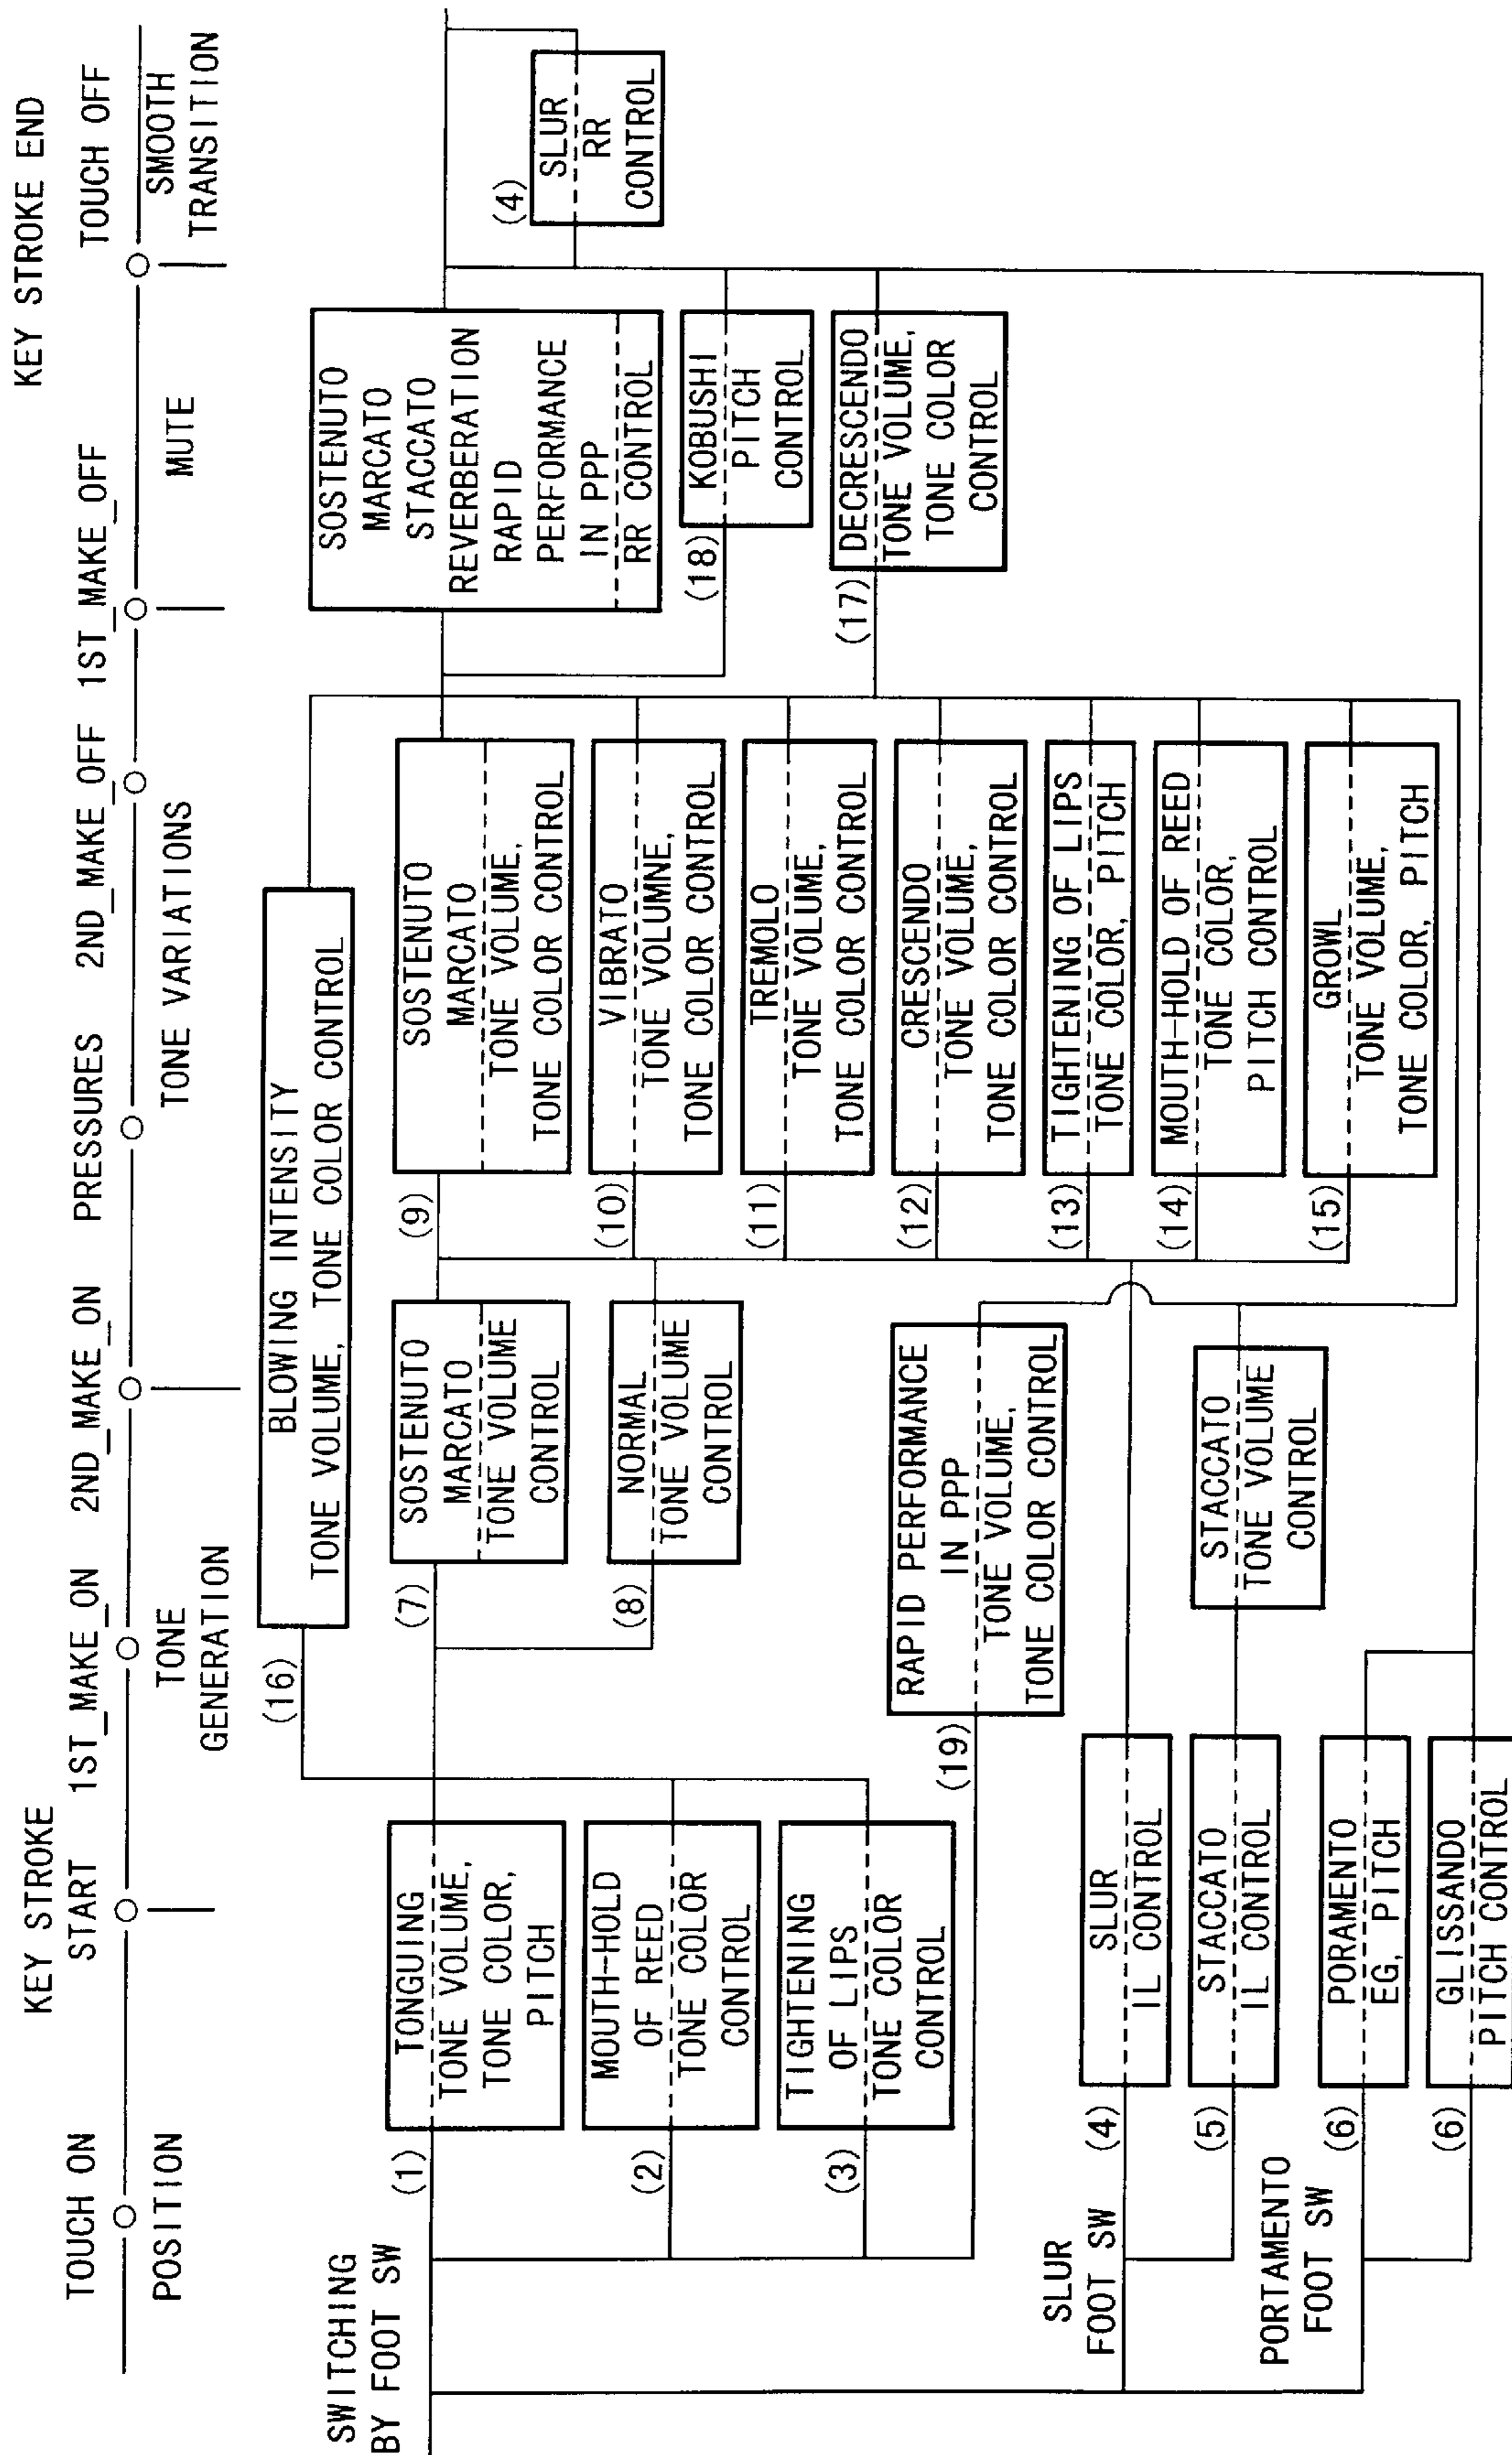 KEY STROKE
START
KEY STROKE END
TOUCH ON
1ST_MAKE_ON
2ND_MAKE_ON
PRESSURES
2ND_MAKE_OFF
1ST_MAKE_OFF
TOUCH OFF
POSITION
TONE
GENERATION
TONE VARIATIONS
MUTE
SMOOTH
TRANSITION
SWITCHING
BY FOOT SW
(1)
TONGUING
TONE VOLUME,
TONE COLOR,
PITCH
(2)
MOUTH-HOLD
OF REED
TONE COLOR
CONTROL
(3)
TIGHTENING
OF LIPS
TONE COLOR
CONTROL
SLUR
FOOT SW
(4)
SLUR
IL CONTROL
(5)
STACCATO
IL CONTROL
PORTAMENTO
FOOT SW
(6)
PORAMENTO
EG, PITCH
(6)
GLISSANDO
PITCH CONTROL
(16)
BLOWING INTENSITY
TONE VOLUME, TONE COLOR CONTROL
(7)
SOSTENUTO
MARCATO
TONE VOLUME
CONTROL
(8)
NORMAL
TONE VOLUME
CONTROL
(19)
RAPID PERFORMANCE
IN PPP
TONE VOLUME,
TONE COLOR CONTROL
STACCATO
TONE VOLUME
CONTROL
(9)
SOSTENUTO
MARCATO
TONE VOLUME,
TONE COLOR CONTROL
(10)
VIBRATO
TONE VOLUMNE,
TONE COLOR CONTROL
(11)
TREMOLO
TONE VOLUME,
TONE COLOR CONTROL
(12)
CRESCENDO
TONE VOLUME,
TONE COLOR CONTROL
(13)
TIGHTENING OF LIPS
TONE COLOR, PITCH
(14)
MOUTH-HOLD OF REED
TONE COLOR,
PITCH CONTROL
(15)
GROWL
TONE VOLUME,
TONE COLOR, PITCH
SOSTENUTO
MARCATO
STACCATO
REVERBERATION
RAPID
PERFORMANCE
IN PPP
RR CONTROL
(18)
KOBUSHI
PITCH
CONTROL
(17)
DECRESCENDO
TONE VOLUME,
TONE COLOR
CONTROL
(4)
SLUR
RR
CONTROL